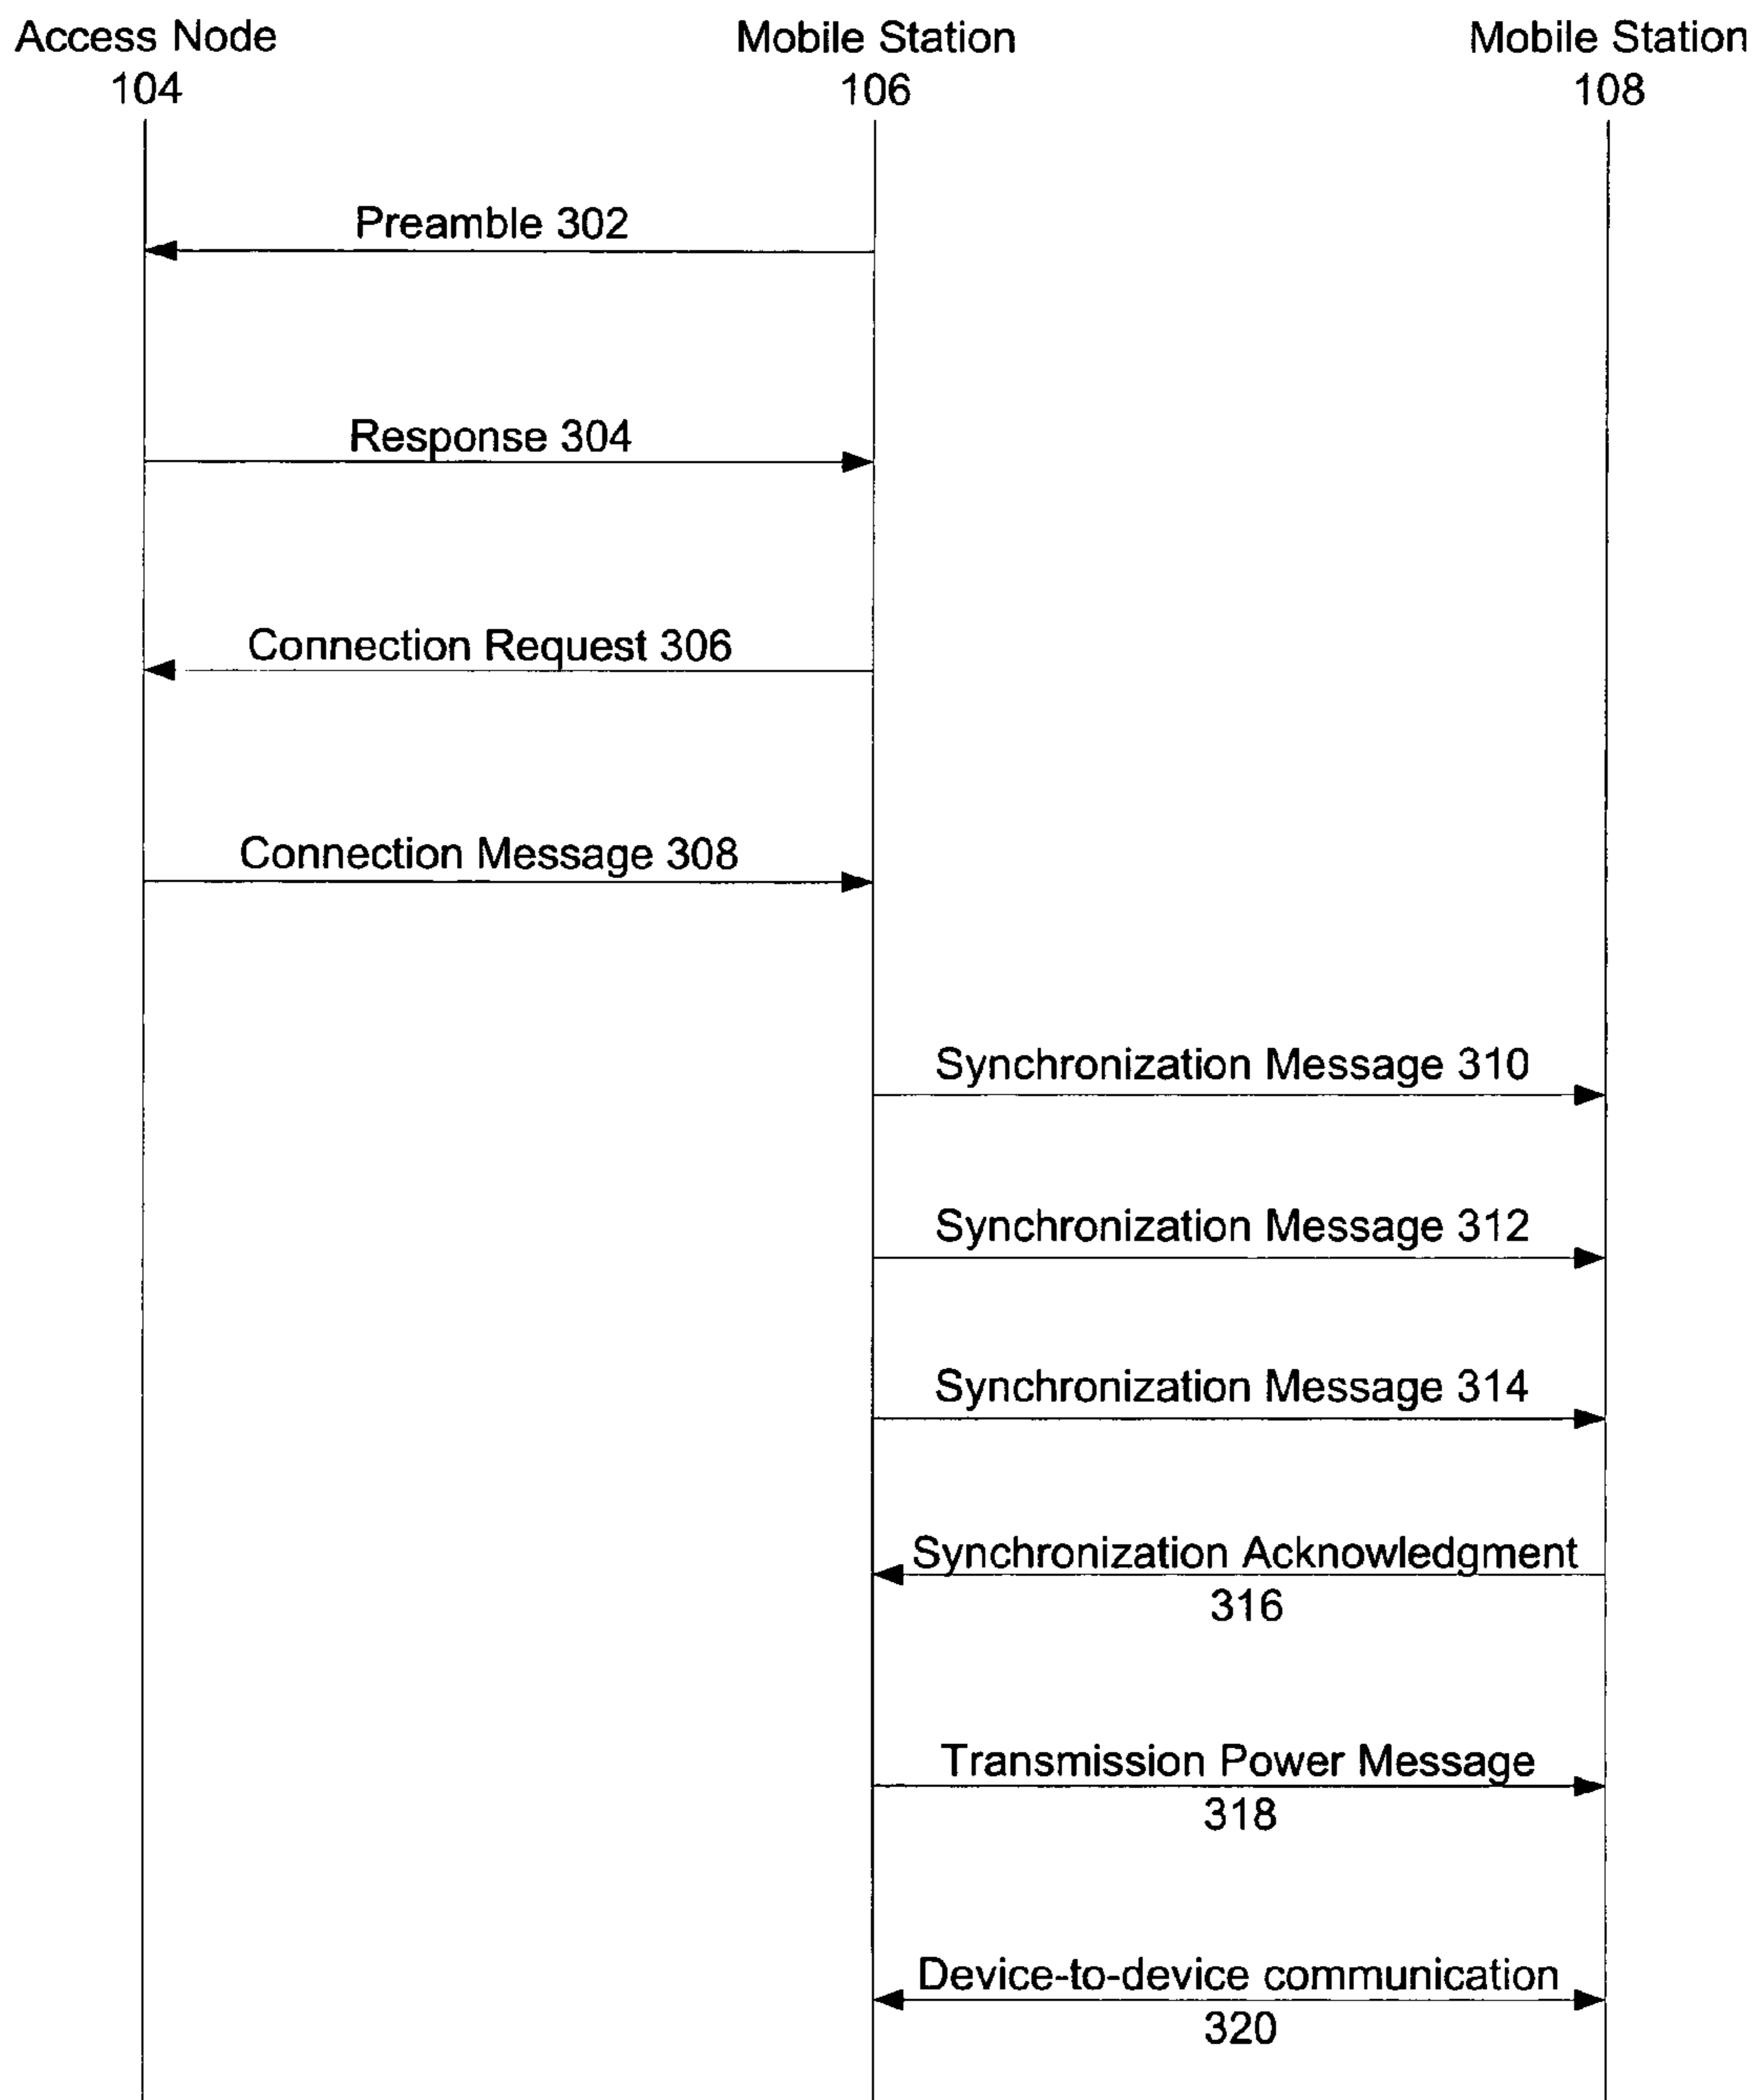 Access Node
104
Mobile Station
106
Mobile Station
108
Preamble 302
Response 304
Connection Request 306
Connection Message 308
Synchronization Message 310
Synchronization Message 312
Synchronization Message 314
Synchronization Acknowledgment
316
Transmission Power Message
318
Device-to-device communication
320